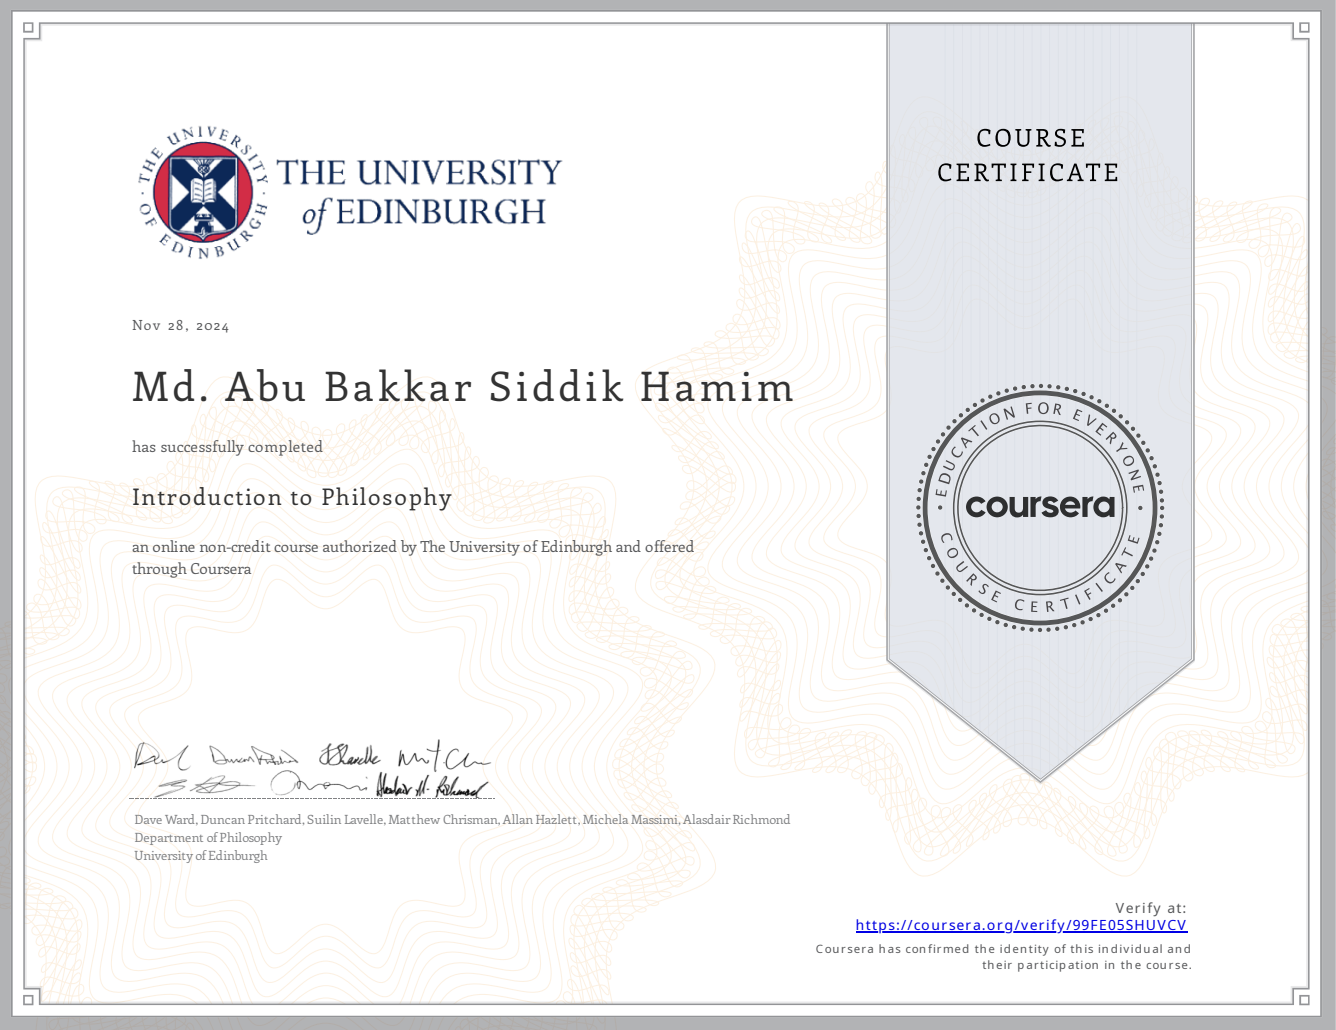 THE UNIVERSITY OF EDINBURGH
THE UNIVERSITY
of EDINBURGH
COURSE
CERTIFICATE
Nov 28, 2024
Md. Abu Bakkar Siddik Hamim
has successfully completed
Introduction to Philosophy
an online non-credit course authorized by The University of Edinburgh and offered
through Coursera
EDUCATION FOR EVERYONE
coursera
COURSE CERTIFICATE
Dave Ward, Duncan Pritchard, Suilin Lavelle, Matthew Chrisman, Allan Hazlett, Michela Massimi, Alasdair Richmond
Department of Philosophy
University of Edinburgh
Verify at:
https://coursera.org/verify/99FE05SHUVCV
Coursera has confirmed the identity of this individual and
their participation in the course.